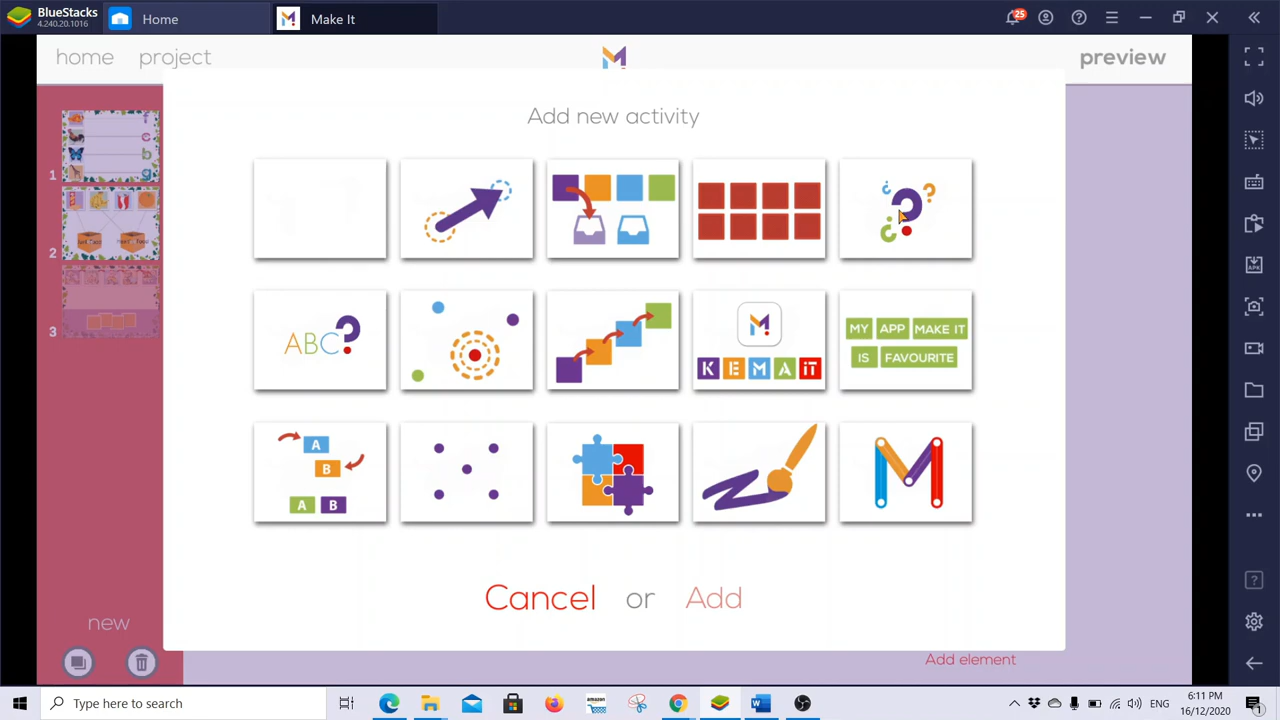 BlueStacks
4.240.20.1016
Home
Make It
25
home project
preview
Add new activity
1
2
3
ABC?
K E M A iT
MY APP MAKE IT
IS FAVOURITE
A
B
A B
Cancel or Add
new
Add element
Type here to search
amazon
ENG
6:11 PM
16/12/2020
1